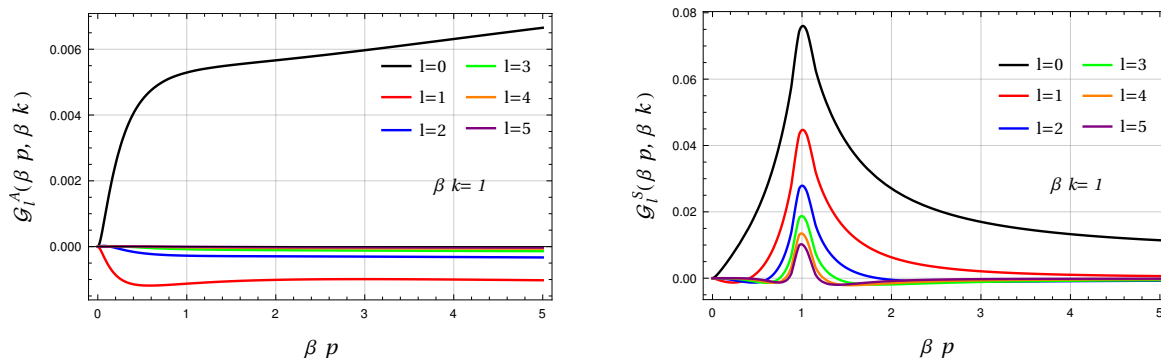 0.006
0.004
0.002
0.000
0 1 2 3 4 5
𝒢ₗᴬ(β p, β k)
β p
l=0 l=3
l=1 l=4
l=2 l=5
β k= 1
0.08
0.06
0.04
0.02
0.00
0 1 2 3 4 5
𝒢ₗˢ(β p, β k)
β p
l=0 l=3
l=1 l=4
l=2 l=5
β k= 1